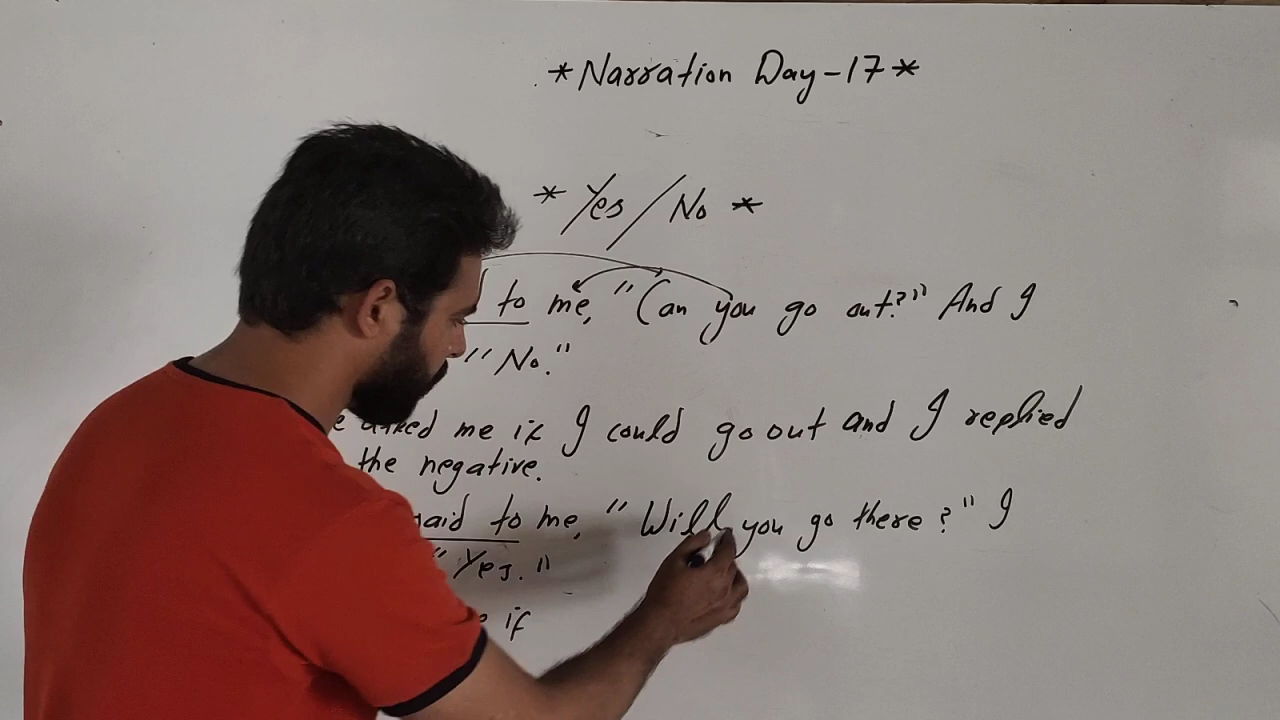 *Narration Day-17*
*Yes/No*
to me, "Can you go out?" And I
"No."
asked me if I could go out and I replied
the negative.
said to me, "Will you go there?" I
"Yes."
if